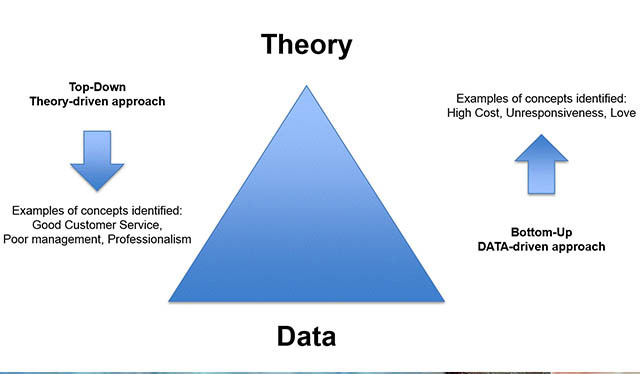 Theory
Top-Down
Theory-driven approach
Examples of concepts identified:
Good Customer Service,
Poor management, Professionalism
Examples of concepts identified:
High Cost, Unresponsiveness, Love
Bottom-Up
DATA-driven approach
Data